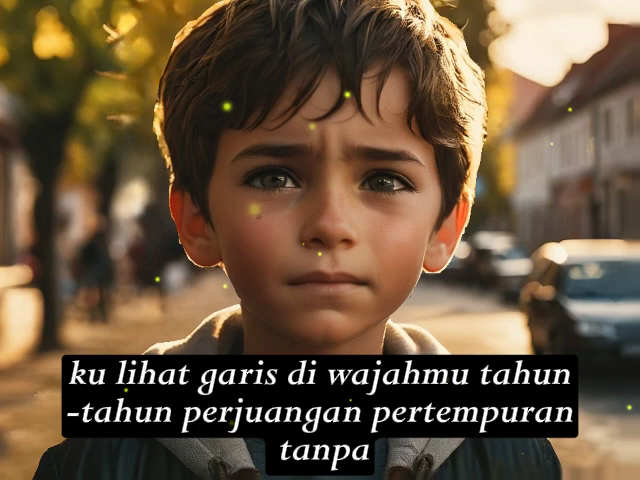 ku lihat garis di wajahmu tahun
-tahun perjuangan pertempuran
tanpa